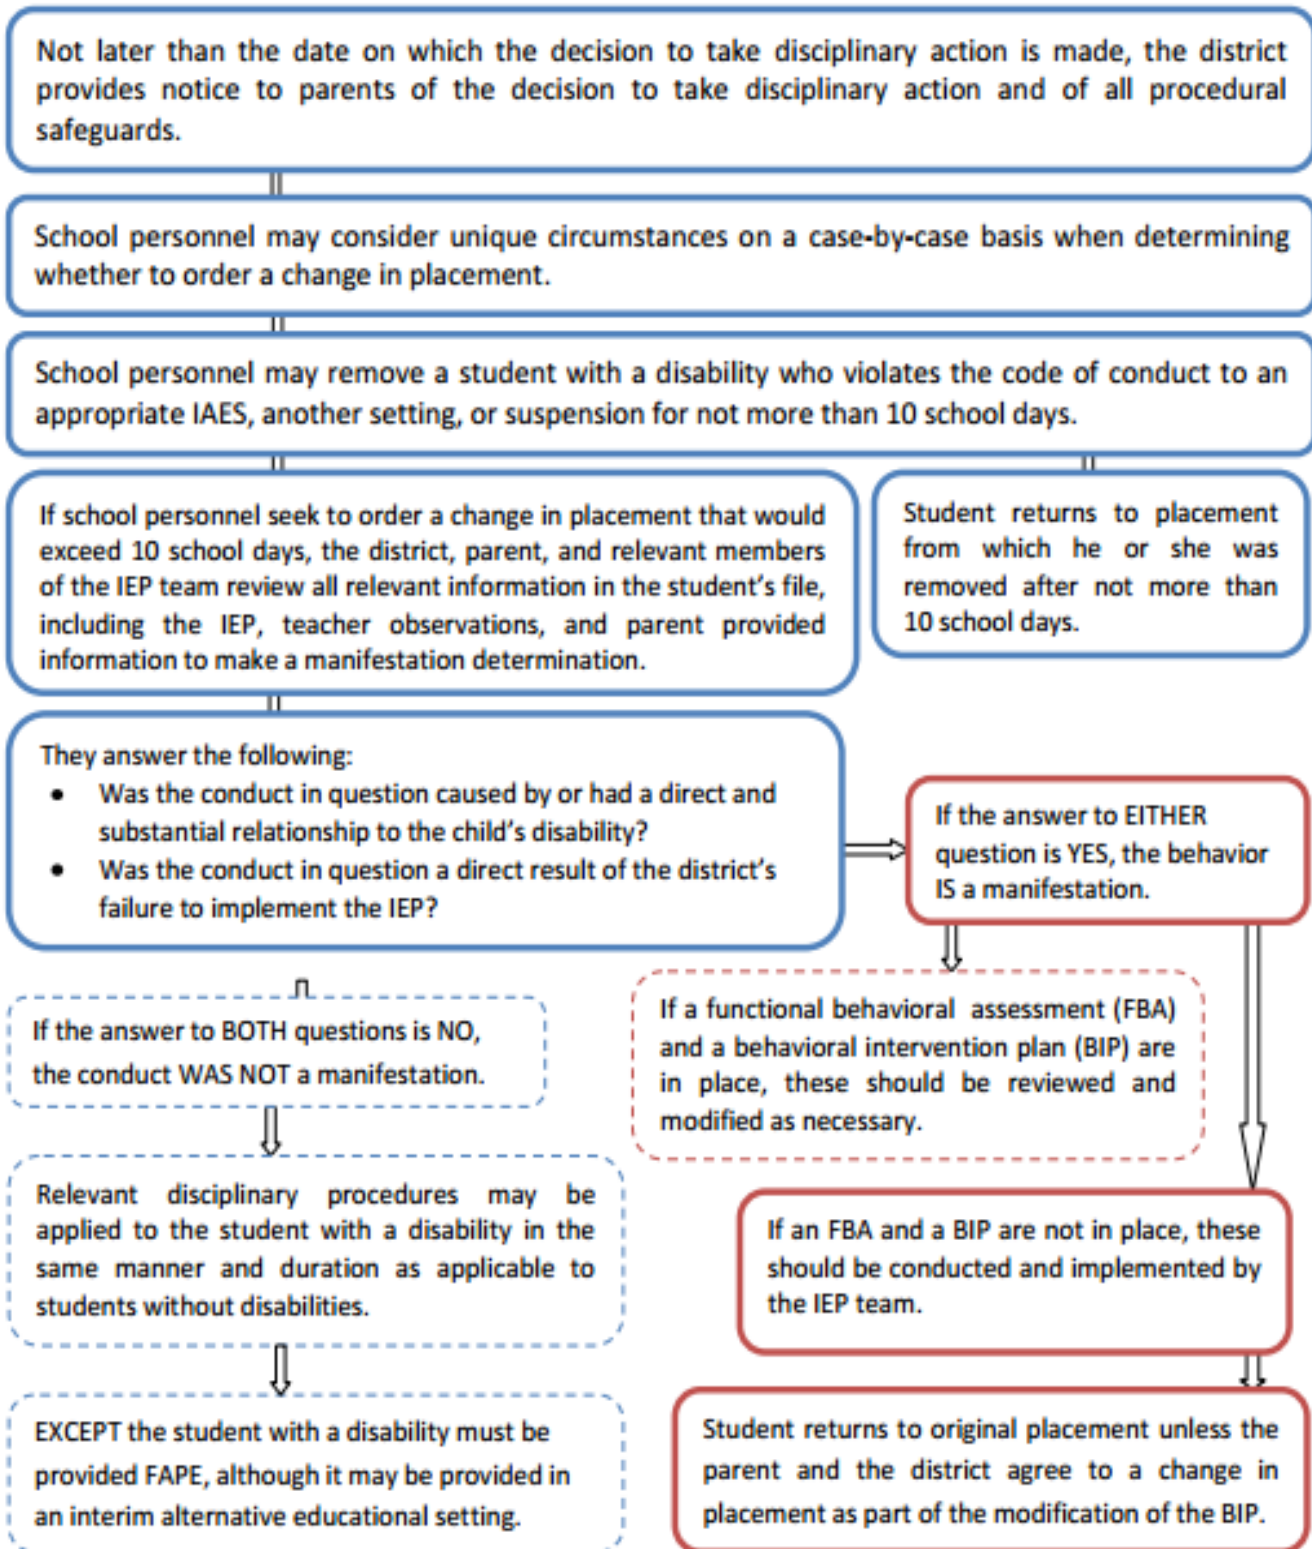 Not later than the date on which the decision to take disciplinary action is made, the district
provides notice to parents of the decision to take disciplinary action and of all procedural
safeguards.
School personnel may consider unique circumstances on a case-by-case basis when determining
whether to order a change in placement.
School personnel may remove a student with a disability who violates the code of conduct to an
appropriate IAES, another setting, or suspension for not more than 10 school days.
If school personnel seek to order a change in placement that would
exceed 10 school days, the district, parent, and relevant members
of the IEP team review all relevant information in the student's file,
including the IEP, teacher observations, and parent provided
information to make a manifestation determination.
Student returns to placement
from which he or she was
removed after not more than
10 school days.
They answer the following:
• Was the conduct in question caused by or had a direct and
substantial relationship to the child's disability?
• Was the conduct in question a direct result of the district's
failure to implement the IEP?
If the answer to EITHER
question is YES, the behavior
IS a manifestation.
If the answer to BOTH questions is NO,
the conduct WAS NOT a manifestation.
If a functional behavioral assessment (FBA)
and a behavioral intervention plan (BIP) are
in place, these should be reviewed and
modified as necessary.
Relevant disciplinary procedures may be
applied to the student with a disability in the
same manner and duration as applicable to
students without disabilities.
If an FBA and a BIP are not in place, these
should be conducted and implemented by
the IEP team.
EXCEPT the student with a disability must be
provided FAPE, although it may be provided in
an interim alternative educational setting.
Student returns to original placement unless the
parent and the district agree to a change in
placement as part of the modification of the BIP.